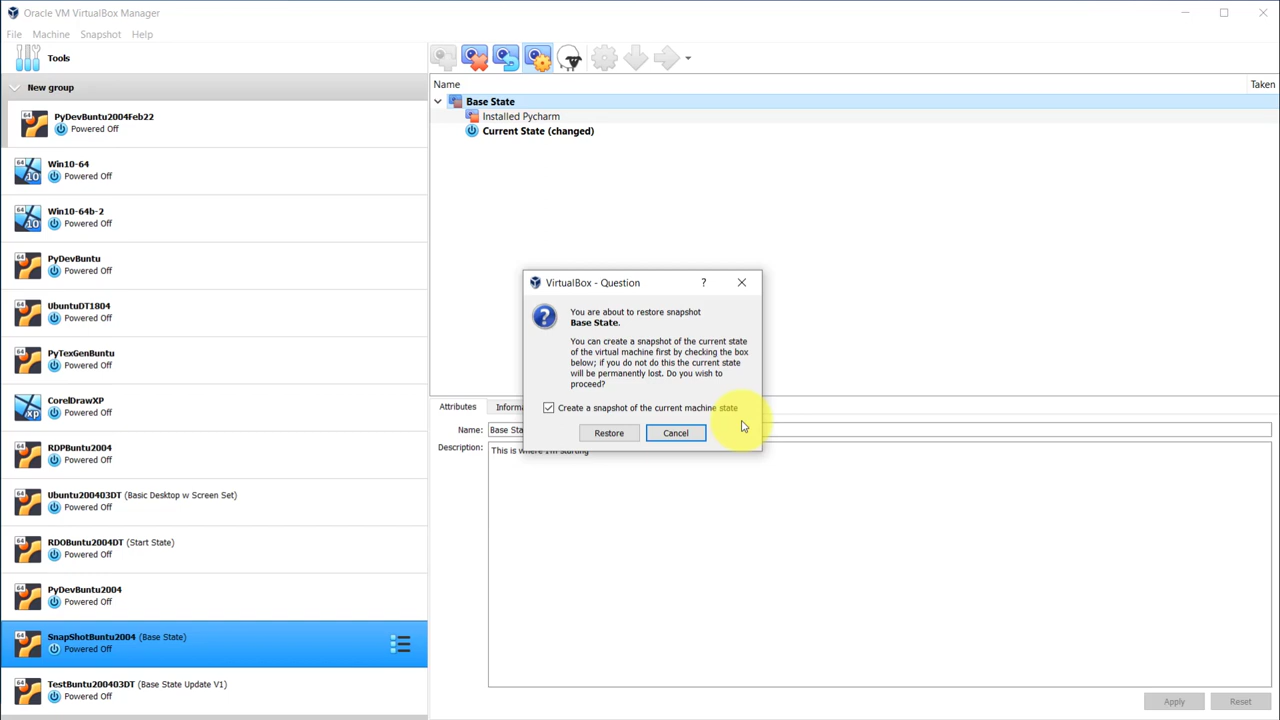 Oracle VM VirtualBox Manager
File Machine Snapshot Help
Tools
New group
PyDevBuntu2004Feb22
Powered Off
Win10-64
Powered Off
Win10-64b-2
Powered Off
PyDevBuntu
Powered Off
UbuntuDT1804
Powered Off
PyTexGenBuntu
Powered Off
CorelDrawXP
Powered Off
RDPBuntu2004
Powered Off
Ubuntu200403DT (Basic Desktop w Screen Set)
Powered Off
RDOBuntu2004DT (Start State)
Powered Off
PyDevBuntu2004
Powered Off
SnapShotBuntu2004 (Base State)
Powered Off
TestBuntu200403DT (Base State Update V1)
Powered Off
Name Taken
Base State
Installed Pycharm
Current State (changed)
VirtualBox - Question
?
You are about to restore snapshot
Base State.
You can create a snapshot of the current state
of the virtual machine first by checking the box
below; if you do not do this the current state
will be permanently lost. Do you wish to
proceed?
Create a snapshot of the current machine state
Restore Cancel
Attributes Informa
Name: Base Sta
Description: This is where I'm starting
Apply Reset